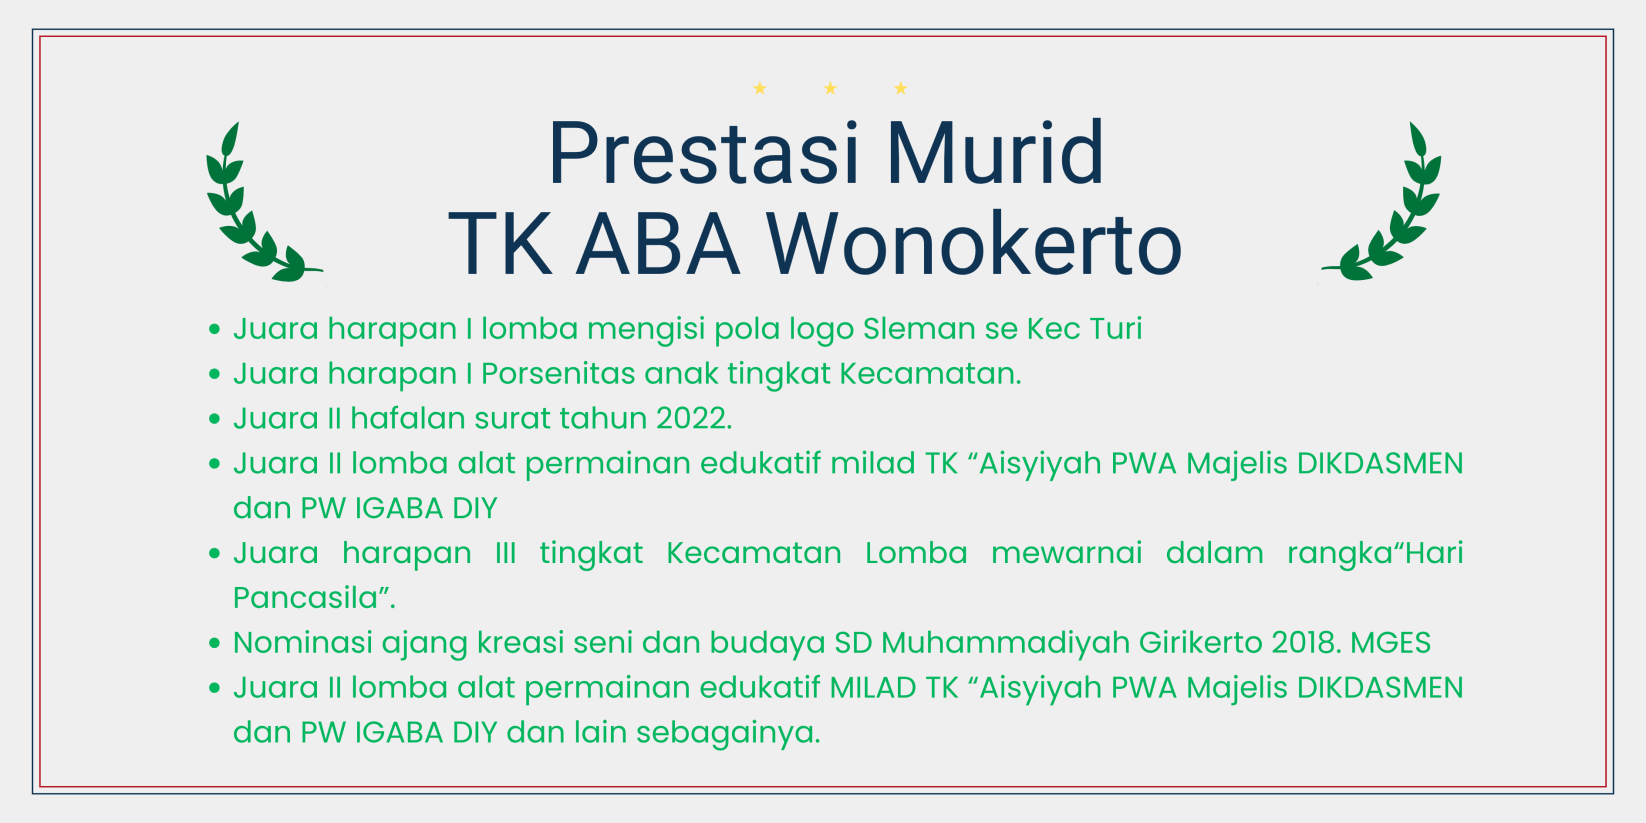 Prestasi Murid
TK ABA Wonokerto
• Juara harapan I lomba mengisi pola logo Sleman se Kec Turi
• Juara harapan I Porsenitas anak tingkat Kecamatan.
• Juara II hafalan surat tahun 2022.
• Juara II lomba alat permainan edukatif milad TK “Aisyiyah PWA Majelis DIKDASMEN
dan PW IGABA DIY
• Juara harapan III tingkat Kecamatan Lomba mewarnai dalam rangka“Hari
Pancasila”.
• Nominasi ajang kreasi seni dan budaya SD Muhammadiyah Girikerto 2018. MGES
• Juara II lomba alat permainan edukatif MILAD TK “Aisyiyah PWA Majelis DIKDASMEN
dan PW IGABA DIY dan lain sebagainya.